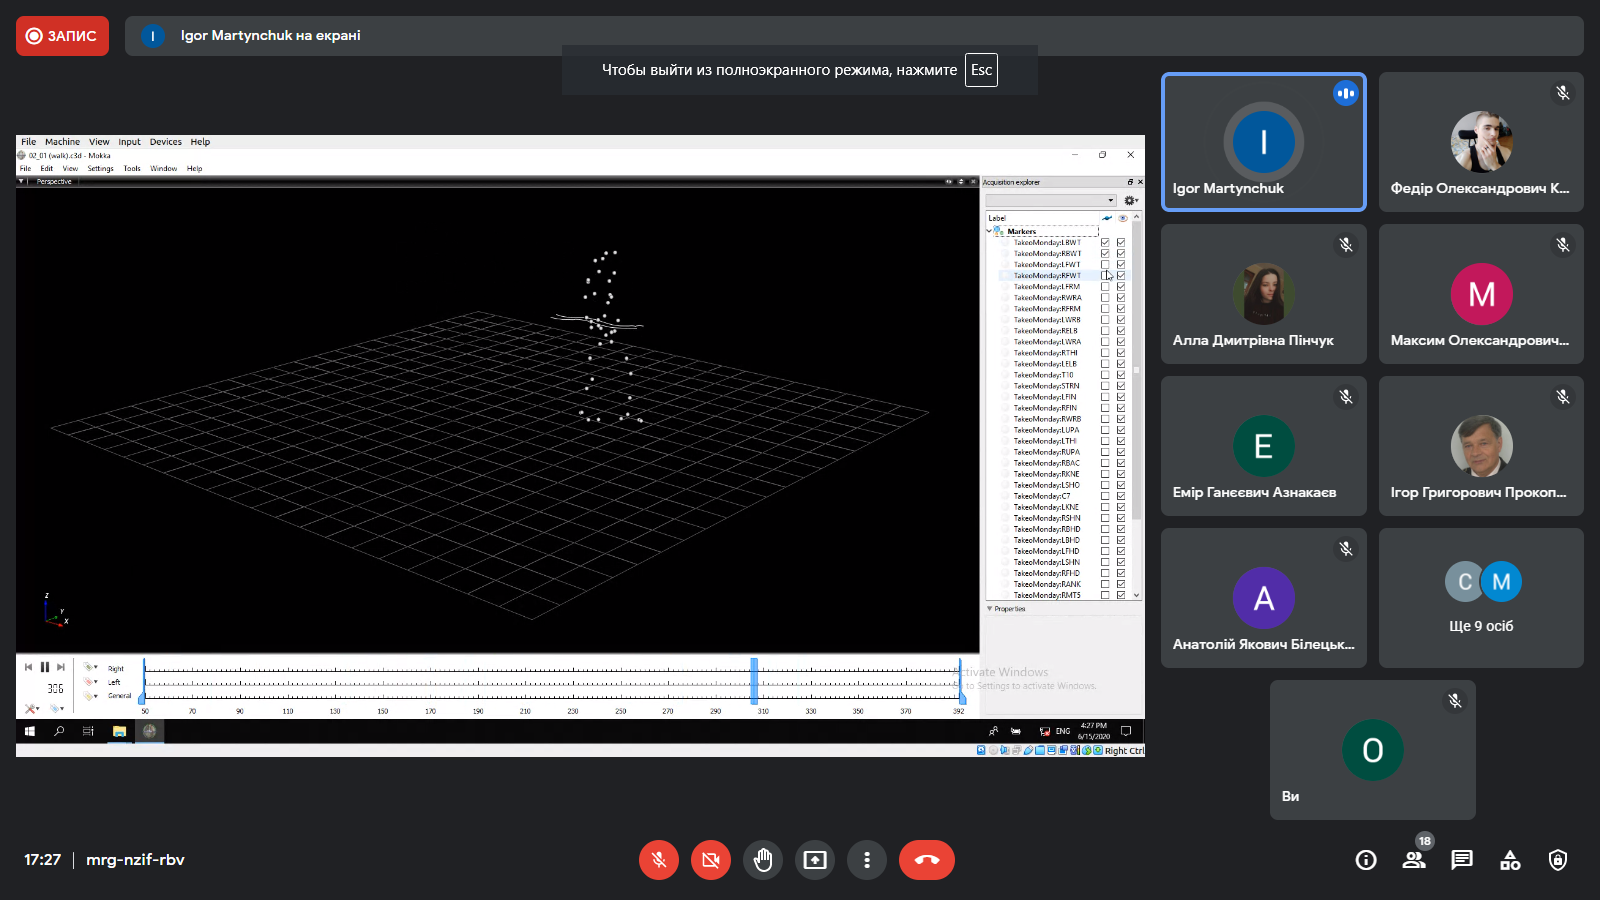 ЗАПИС
I
Igor Martynchuk на екрані
Чтобы выйти из полноэкранного режима, нажмите Esc
File Machine View Input Devices Help
02_01 (walk).c3d - Mokka
File Edit View Settings Tools Window Help
Perspective
Acquisition explorer
Label
Markers
TakeoMonday:LBWT
TakeoMonday:RBWT
TakeoMonday:LFWT
TakeoMonday:RFWT
TakeoMonday:LFRM
TakeoMonday:RWRA
TakeoMonday:RFRM
TakeoMonday:LWRB
TakeoMonday:RELB
TakeoMonday:LWRA
TakeoMonday:RTHI
TakeoMonday:LELB
TakeoMonday:T10
TakeoMonday:STRN
TakeoMonday:LFIN
TakeoMonday:RFIN
TakeoMonday:RWRB
TakeoMonday:LUPA
TakeoMonday:LTHI
TakeoMonday:RUPA
TakeoMonday:RBAC
TakeoMonday:RKNE
TakeoMonday:LSHO
TakeoMonday:C7
TakeoMonday:LKNE
TakeoMonday:RSHN
TakeoMonday:RBHD
TakeoMonday:LBHD
TakeoMonday:LFHD
TakeoMonday:LSHN
TakeoMonday:RFHD
TakeoMonday:RANK
TakeoMonday:RMT5
Properties
z
Y
X
Right
Left
General
306
50 70 90 110 130 150 170 190 210 230 250 270 290 310 330 350 370 392
Activate Windows
Go to Settings to activate Windows.
ENG
4:27 PM
6/15/2020
Right Ctrl
I
Igor Martynchuk
Федір Олександрович К...
Алла Дмитрівна Пінчук
M
Максим Олександрович...
E
Емір Ганєєвич Азнакаєв
Ігор Григорович Прокоп...
A
Анатолій Якович Білецьк...
C M
Ще 9 осіб
O
Ви
17:27 | mrg-nzif-rbv
18